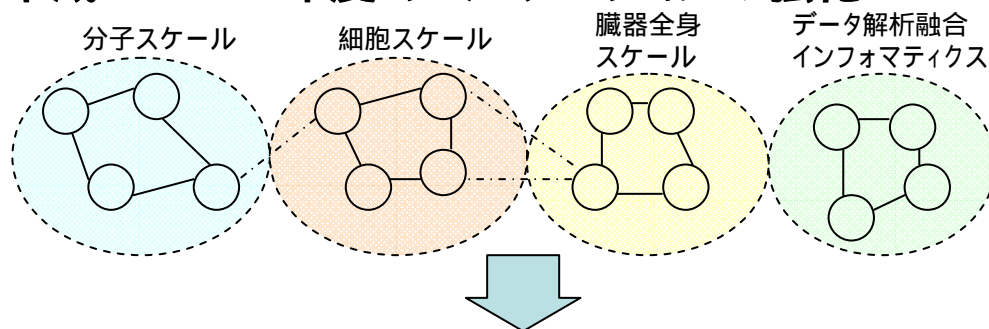 分子スケール
細胞スケール
臓器全身
スケール
データ解析融合
インフォマティクス